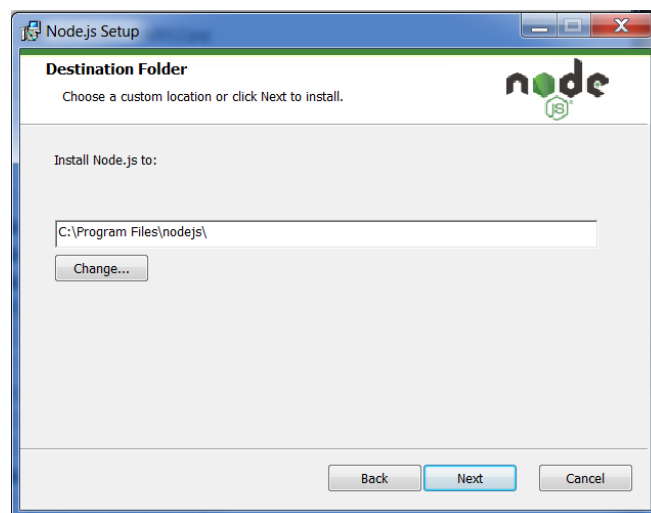 Node.js Setup
Destination Folder
Choose a custom location or click Next to install.
node
JS
Install Node.js to:
C:\Program Files\nodejs\
Change...
Back
Next
Cancel